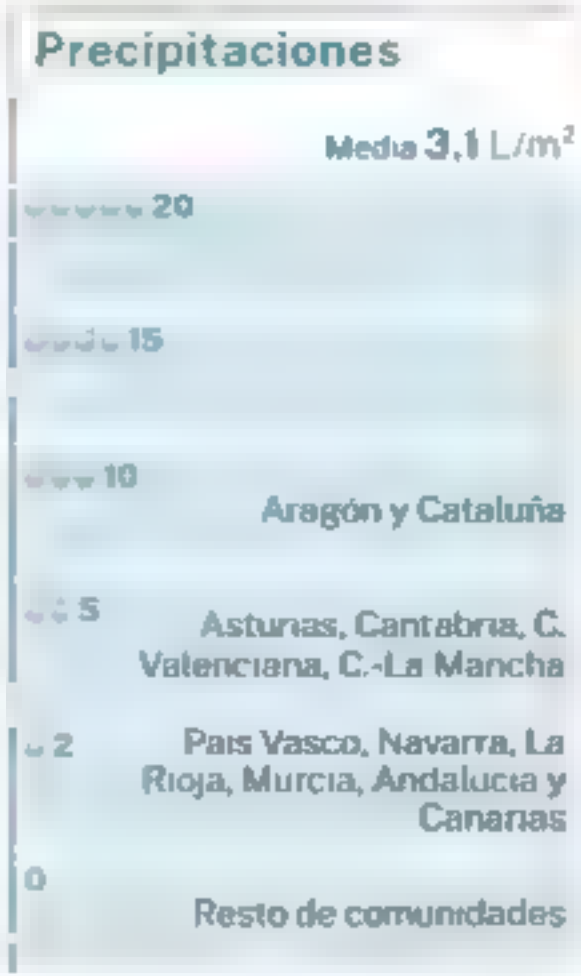 Precipitaciones
Media 3,1 L/m²
20
15
10
Aragón y Cataluña
5
Asturias, Cantabria, C.
Valenciana, C.-La Mancha
2
País Vasco, Navarra, La
Rioja, Murcia, Andalucía y
Canarias
0
Resto de comunidades